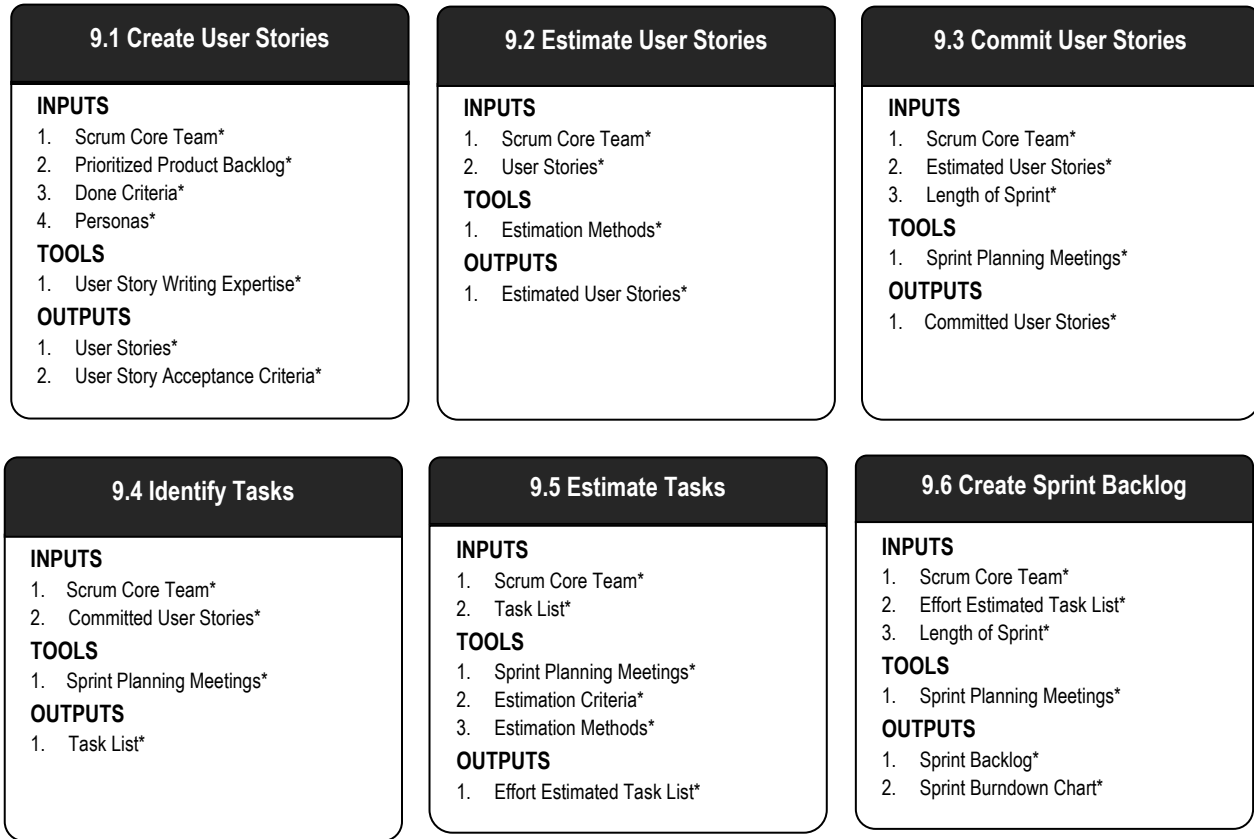 9.1 Create User Stories
INPUTS
1. Scrum Core Team*
2. Prioritized Product Backlog*
3. Done Criteria*
4. Personas*
TOOLS
1. User Story Writing Expertise*
OUTPUTS
1. User Stories*
2. User Story Acceptance Criteria*
9.2 Estimate User Stories
INPUTS
1. Scrum Core Team*
2. User Stories*
TOOLS
1. Estimation Methods*
OUTPUTS
1. Estimated User Stories*
9.3 Commit User Stories
INPUTS
1. Scrum Core Team*
2. Estimated User Stories*
3. Length of Sprint*
TOOLS
1. Sprint Planning Meetings*
OUTPUTS
1. Committed User Stories*
9.4 Identify Tasks
INPUTS
1. Scrum Core Team*
2. Committed User Stories*
TOOLS
1. Sprint Planning Meetings*
OUTPUTS
1. Task List*
9.5 Estimate Tasks
INPUTS
1. Scrum Core Team*
2. Task List*
TOOLS
1. Sprint Planning Meetings*
2. Estimation Criteria*
3. Estimation Methods*
OUTPUTS
1. Effort Estimated Task List*
9.6 Create Sprint Backlog
INPUTS
1. Scrum Core Team*
2. Effort Estimated Task List*
3. Length of Sprint*
TOOLS
1. Sprint Planning Meetings*
OUTPUTS
1. Sprint Backlog*
2. Sprint Burndown Chart*